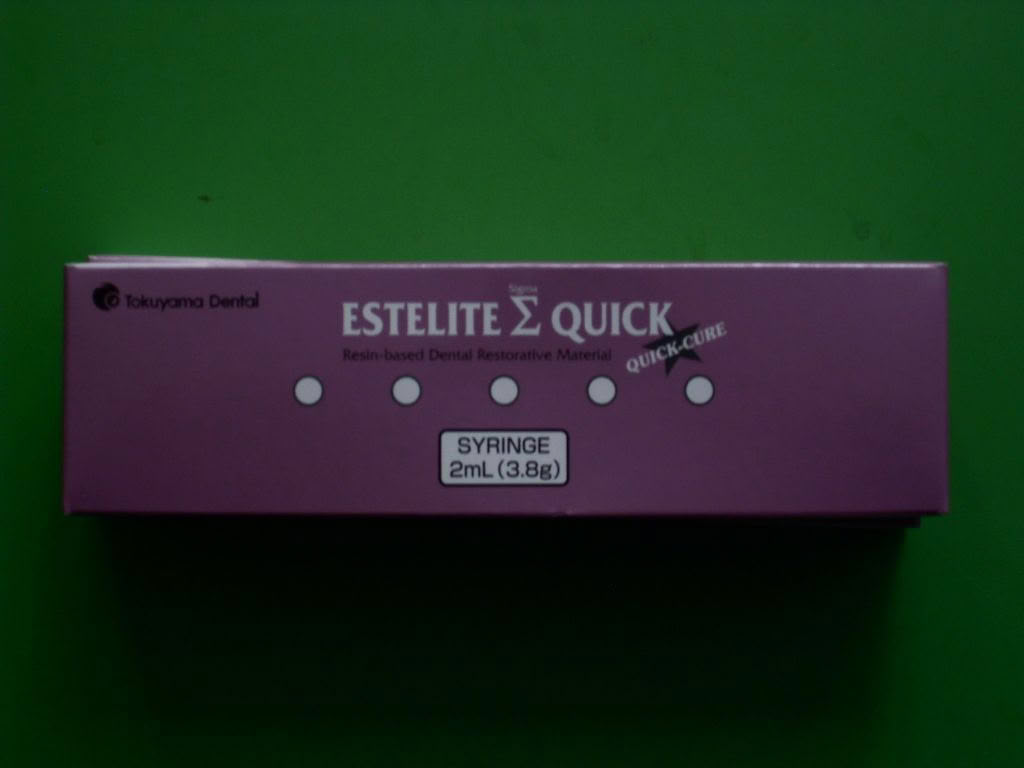 Tokuyama Dental
Sigma
ESTELITE Σ QUICK
QUICK-CURE
Resin-based Dental Restorative Material
SYRINGE
2mL (3.8g)